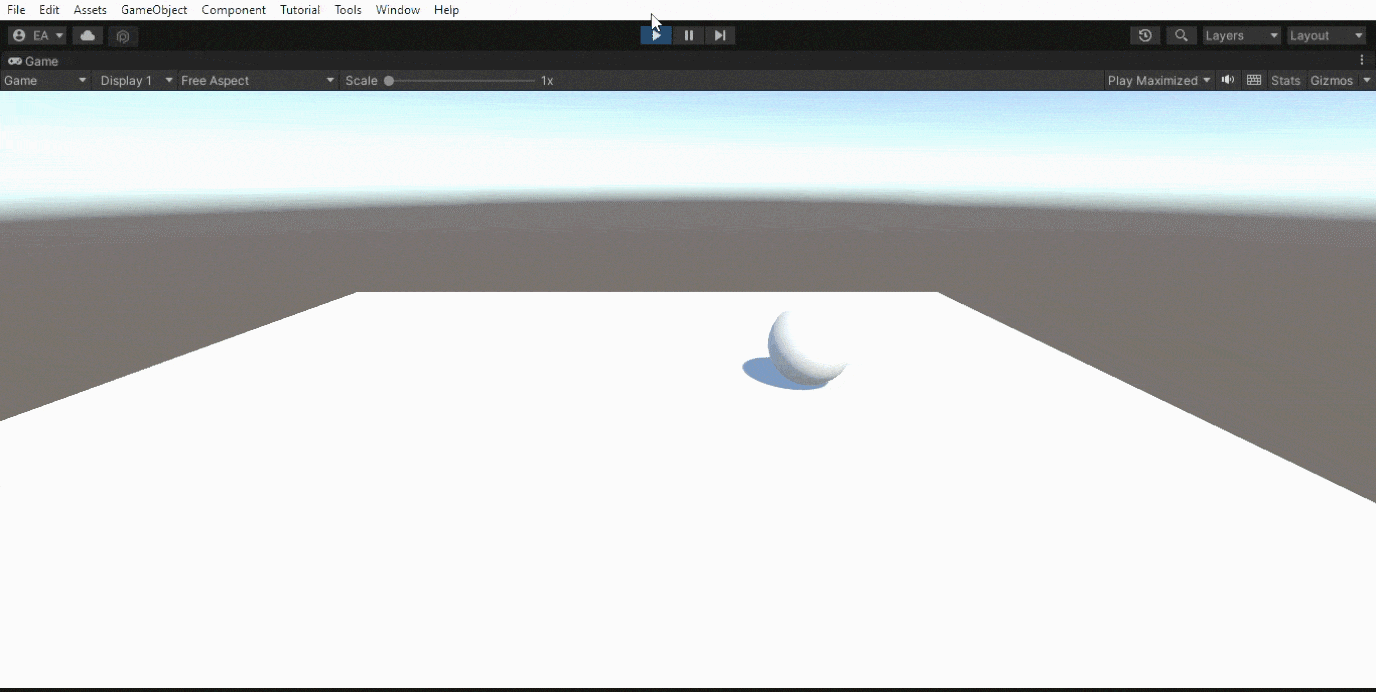 File Edit Assets GameObject Component Tutorial Tools Window Help
EA Layers Layout
Game
Game Display 1 Free Aspect Scale 1x Play Maximized Stats Gizmos